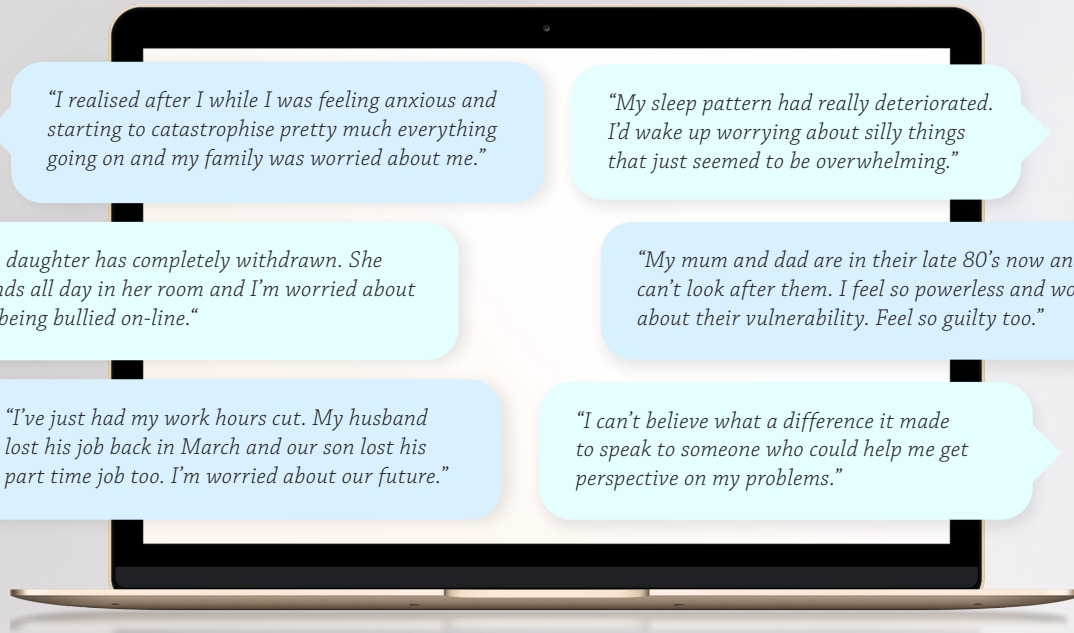 “I realised after I while I was feeling anxious and
starting to catastrophise pretty much everything
going on and my family was worried about me.”
“My sleep pattern had really deteriorated.
I’d wake up worrying about silly things
that just seemed to be overwhelming.”
daughter has completely withdrawn. She
all day in her room and I’m worried about
being bullied on-line.“
“My mum and dad are in their late 80’s now
can’t look after them. I feel so powerless and
about their vulnerability. Feel so guilty too.”
“I’ve just had my work hours cut. My husband
lost his job back in March and our son lost his
part time job too. I’m worried about our future.”
“I can’t believe what a difference it made
to speak to someone who could help me get
perspective on my problems.”